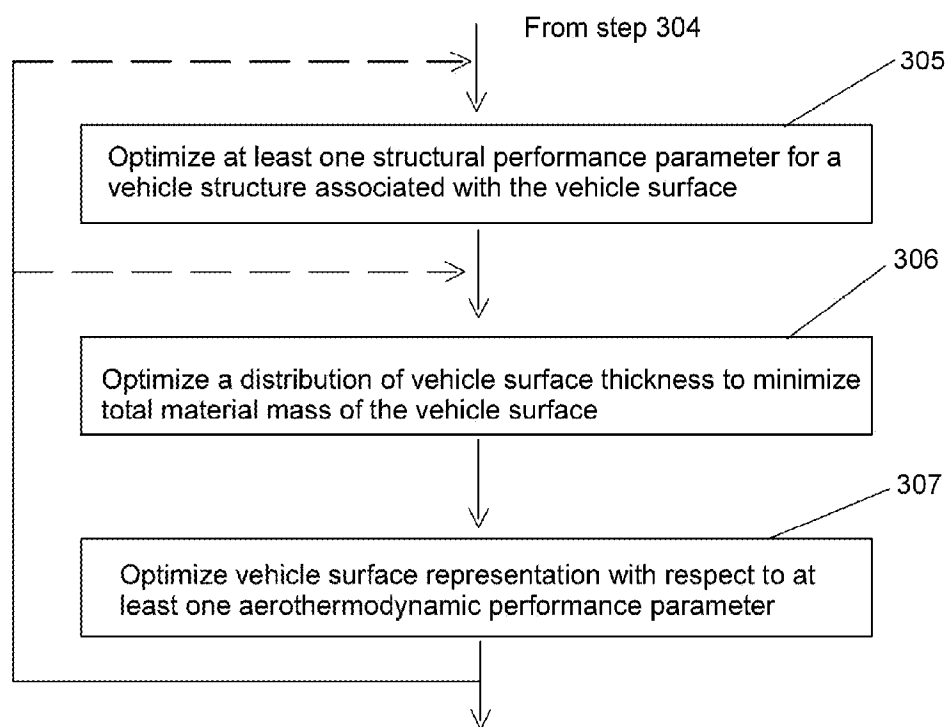 From step 304
305
Optimize at least one structural performance parameter for a
vehicle structure associated with the vehicle surface
306
Optimize a distribution of vehicle surface thickness to minimize
total material mass of the vehicle surface
307
Optimize vehicle surface representation with respect to at
least one aerothermodynamic performance parameter